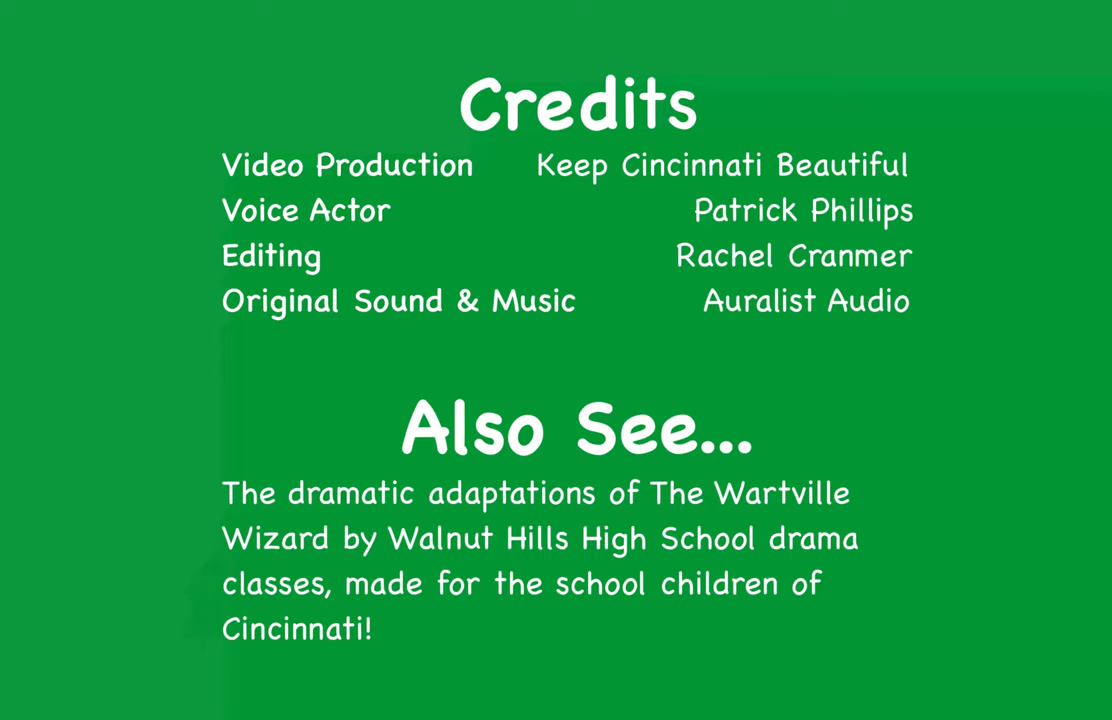 Credits
Video Production Keep Cincinnati Beautiful
Voice Actor Patrick Phillips
Editing Rachel Cranmer
Original Sound & Music Auralist Audio
Also See...
The dramatic adaptations of The Wartville
Wizard by Walnut Hills High School drama
classes, made for the school children of
Cincinnati!